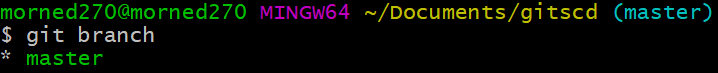 morned270@morned270 MINGW64 ~/Documents/gitscd (master)
$ git branch
* master